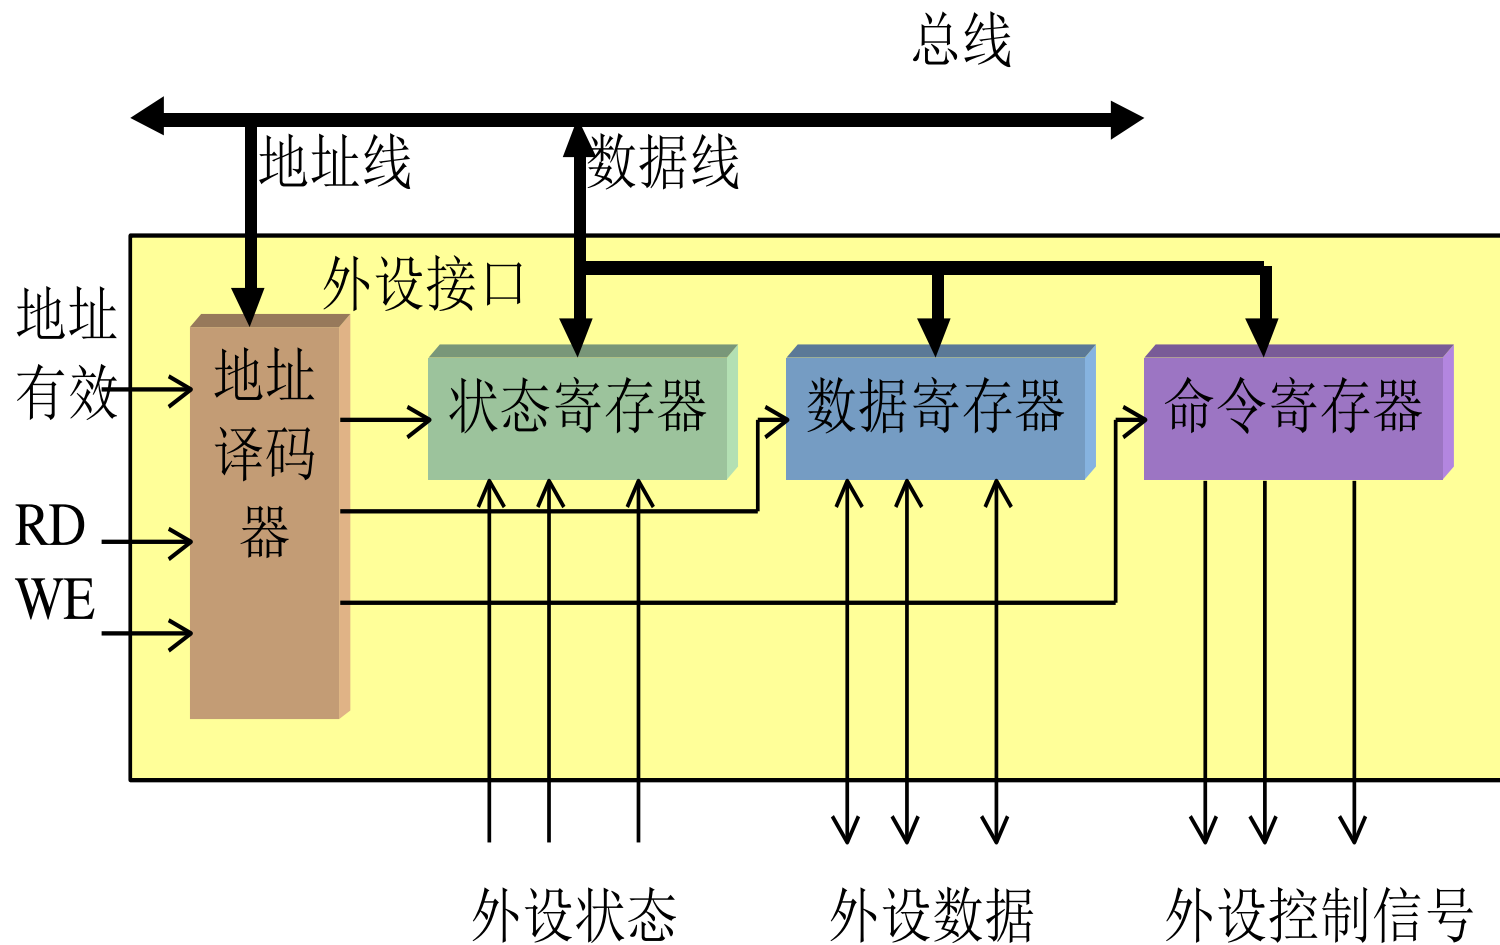 总线
地址线
数据线
外设接口
地址
有效
RD
WE
地址
译码
器
状态寄存器
数据寄存器
命令寄存器
外设状态
外设数据
外设控制信号